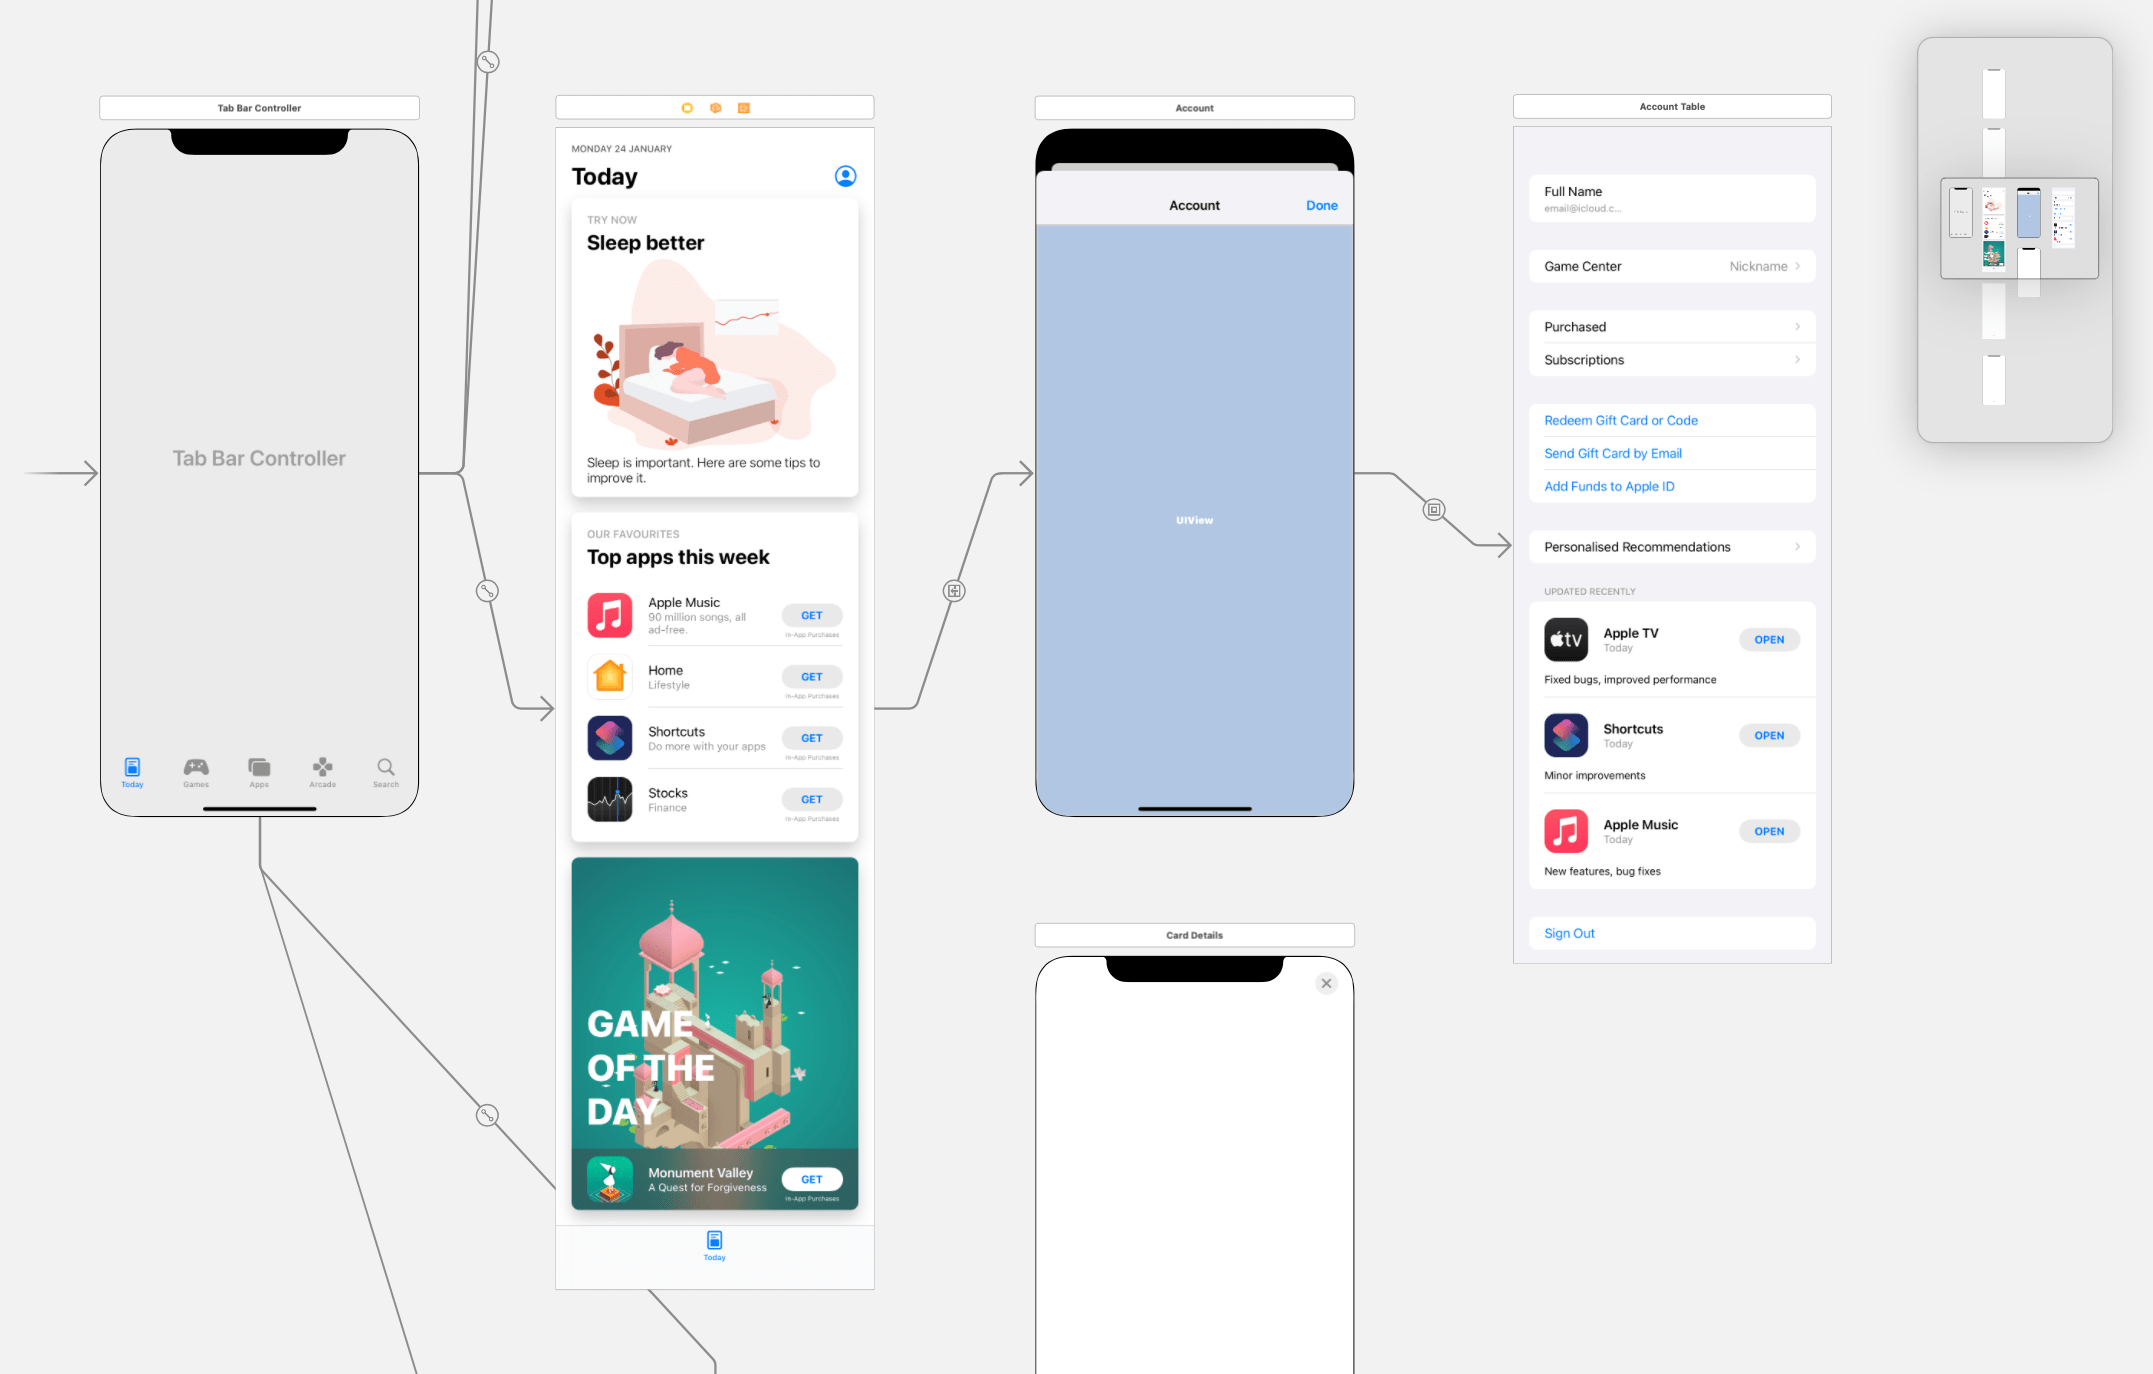 Tab Bar Controller
Tab Bar Controller
Today
Games
Apps
Arcade
Search
MONDAY 24 JANUARY
Today
TRY NOW
Sleep better
Sleep is important. Here are some tips to
improve it.
OUR FAVOURITES
Top apps this week
Apple Music
90 million songs, all
ad-free.
GET
In-App Purchases
Home
Lifestyle
GET
In-App Purchases
Shortcuts
Do more with your apps
GET
In-App Purchases
Stocks
Finance
GET
In-App Purchases
GAME
OF THE
DAY
Monument Valley
A Quest for Forgiveness
GET
In-App Purchases
Today
Account
Account
Done
UIView
Card Details
Account Table
Full Name
email@icloud.c...
Game Center
Nickname
Purchased
Subscriptions
Redeem Gift Card or Code
Send Gift Card by Email
Add Funds to Apple ID
Personalised Recommendations
UPDATED RECENTLY
tv
Apple TV
Today
OPEN
Fixed bugs, improved performance
Shortcuts
Today
OPEN
Minor improvements
Apple Music
Today
OPEN
New features, bug fixes
Sign Out